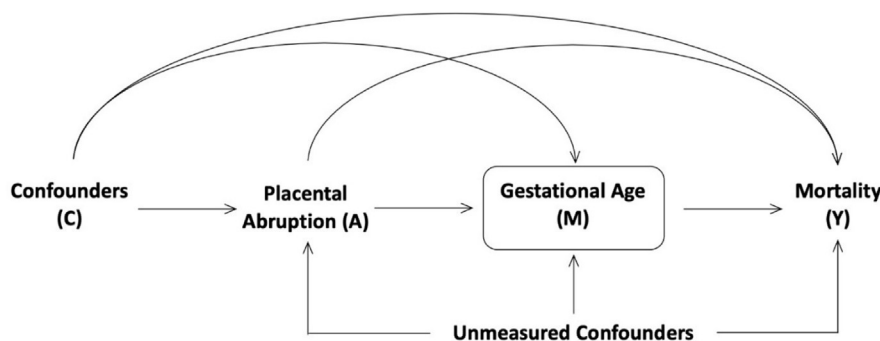 Confounders
(C)
Placental
Abruption (A)
Gestational Age
(M)
Mortality
(Y)
Unmeasured Confounders